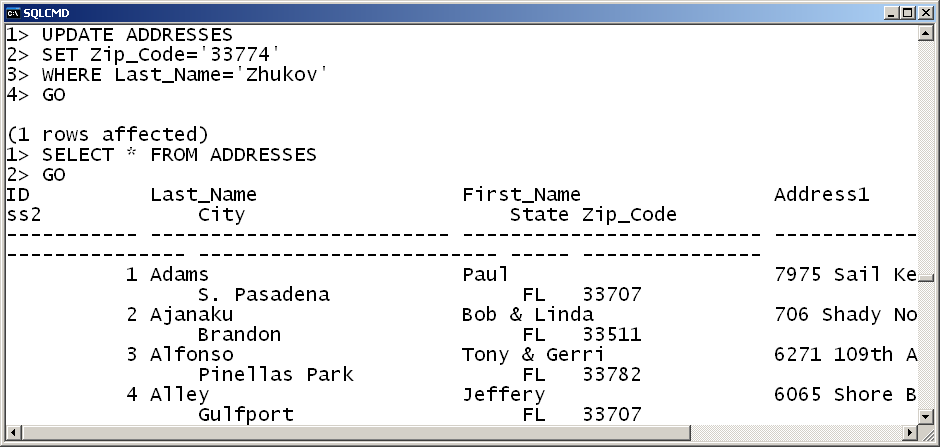 SQLCMD
1> UPDATE ADDRESSES
2> SET Zip_Code='33774'
3> WHERE Last_Name='Zhukov'
4> GO
(1 rows affected)
1> SELECT * FROM ADDRESSES
2> GO
ID          Last_Name                 First_Name                Address1
ss2             City                      State Zip_Code
----------- ------------------------- ------------------------- ------------
--------------- ------------------------- ----- ---------------
          1 Adams                     Paul                      7975 Sail Ke
                S. Pasadena                FL   33707
          2 Ajanaku                   Bob & Linda               706 Shady No
                Brandon                    FL   33511
          3 Alfonso                   Tony & Gerri              6271 109th A
                Pinellas Park              FL   33782
          4 Alley                     Jeffery                   6065 Shore B
                Gulfport                   FL   33707